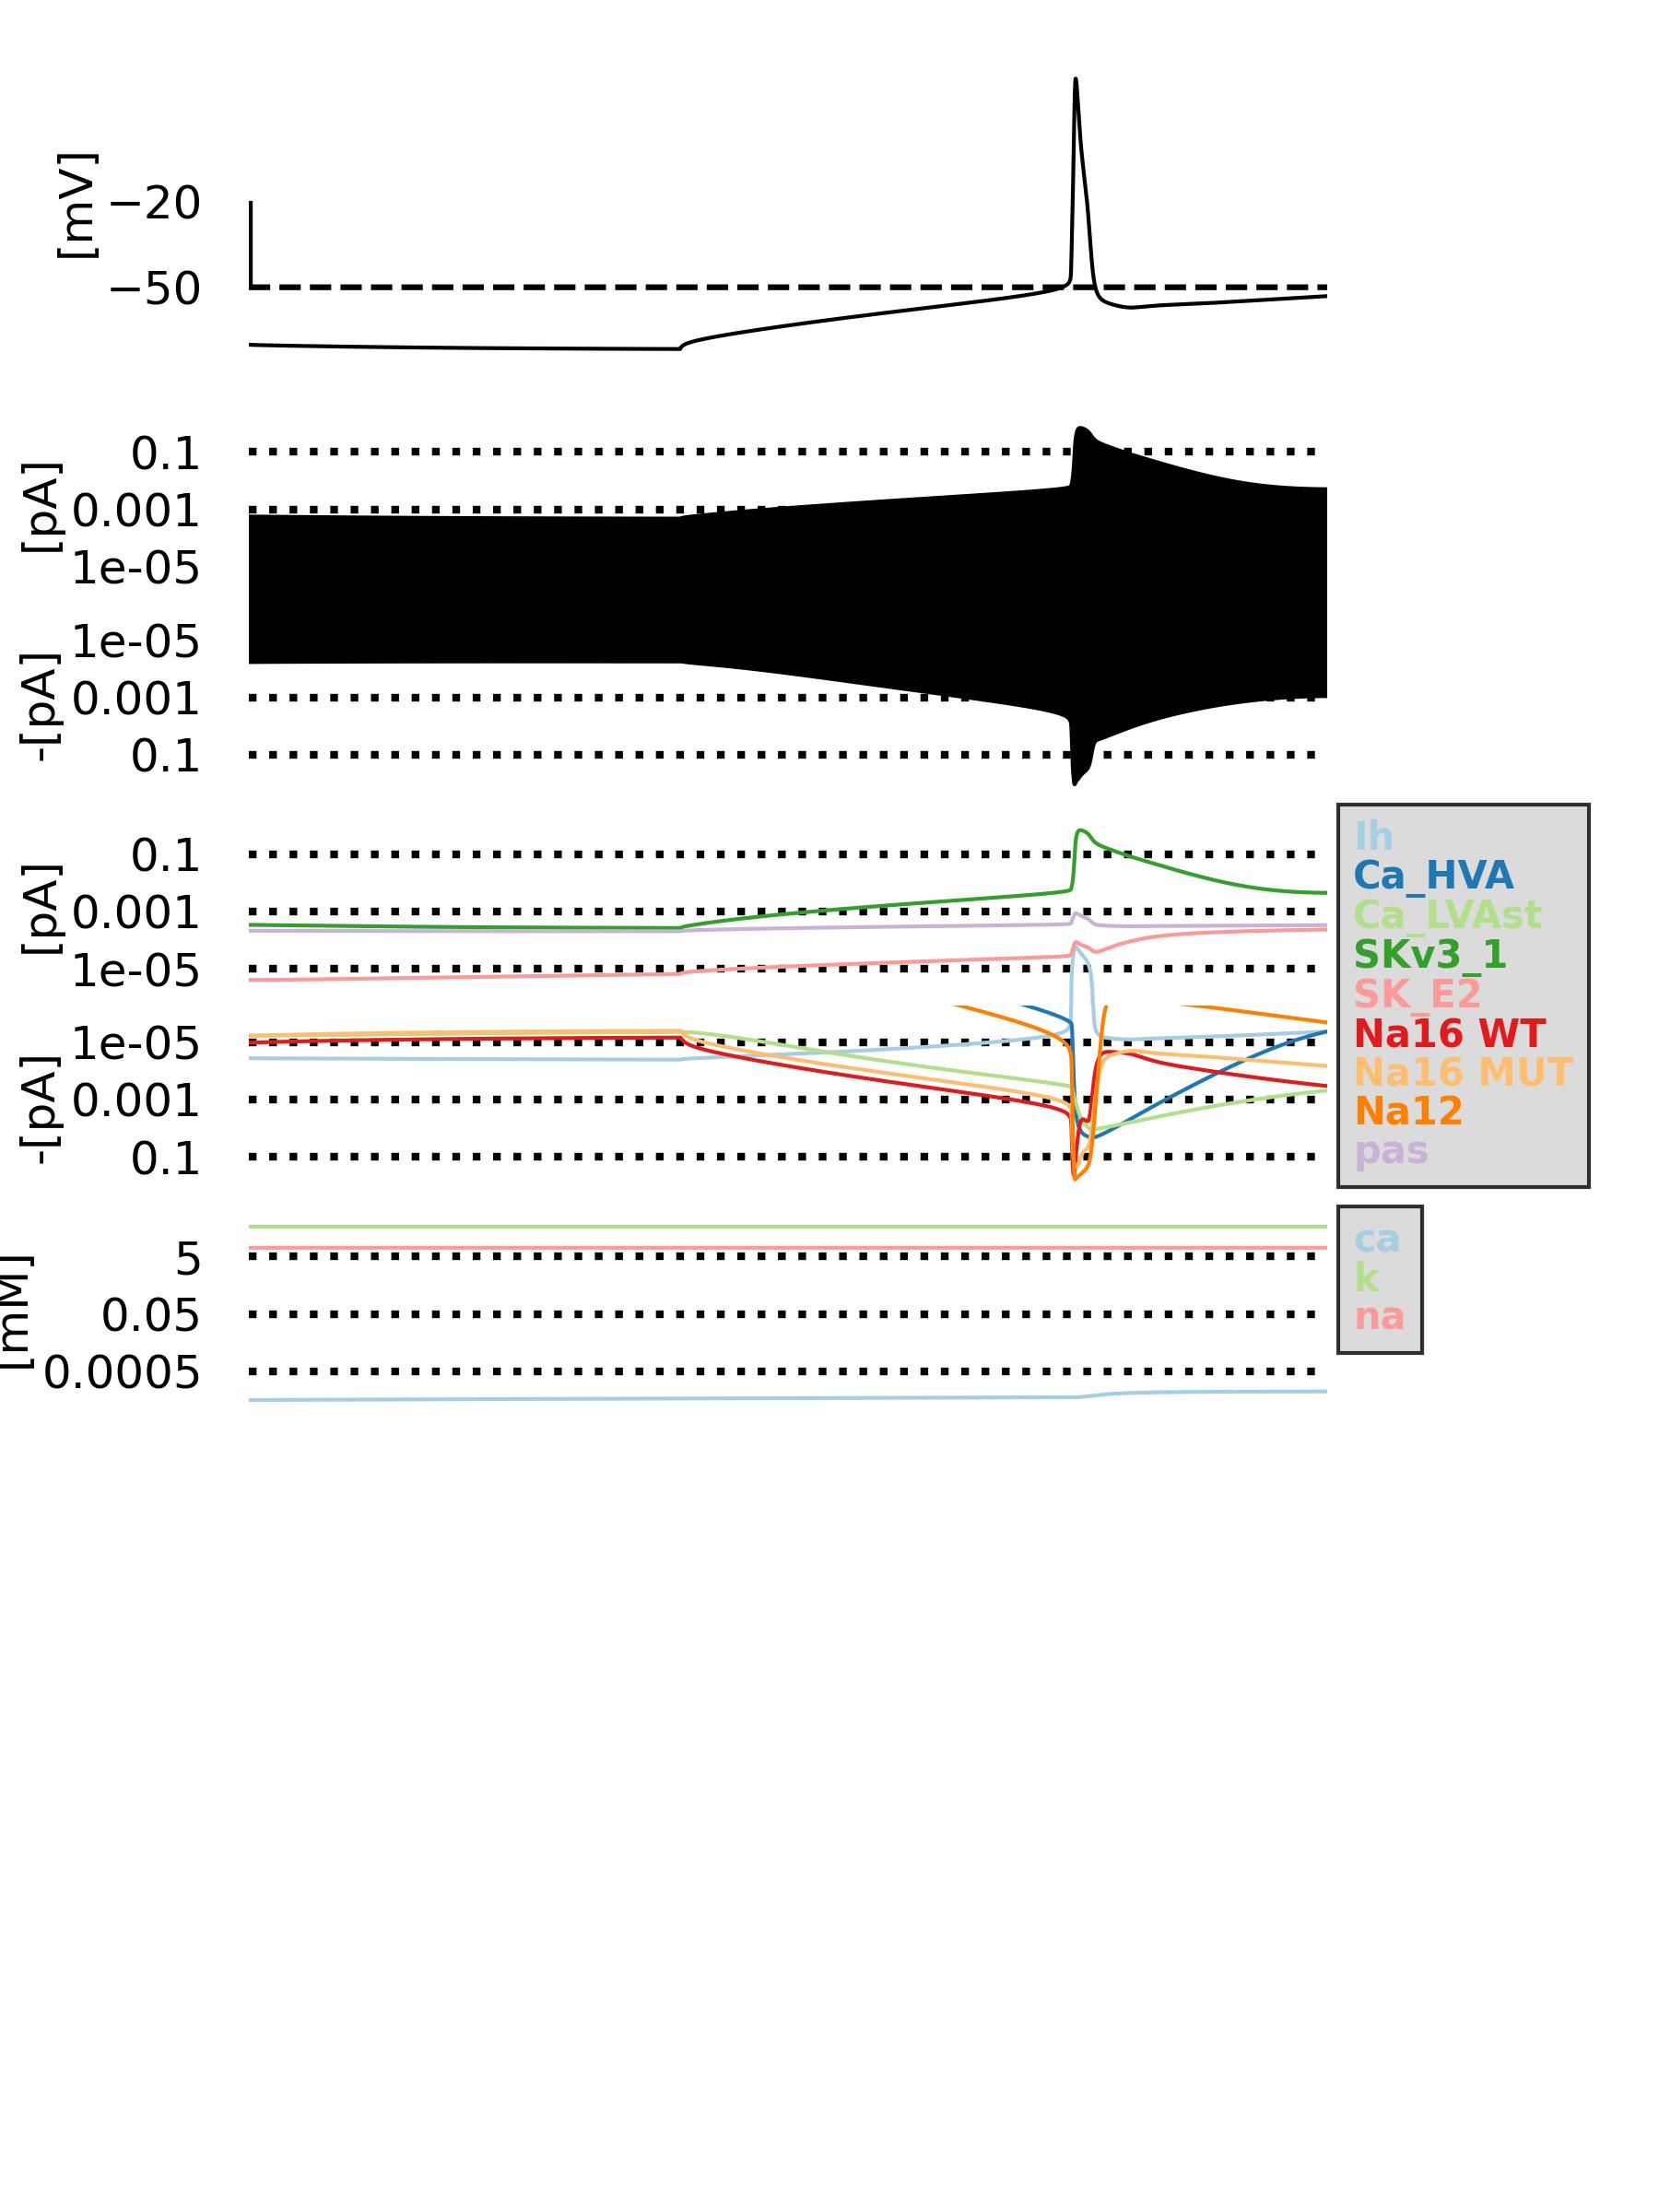 [mV]
−20
−50
[pA]
0.1
0.001
1e-05
-[pA]
1e-05
0.001
0.1
[pA]
0.1
0.001
1e-05
-[pA]
1e-05
0.001
0.1
Ih
Ca_HVA
Ca_LVAst
SKv3_1
SK_E2
Na16 WT
Na16 MUT
Na12
pas
[mM]
5
0.05
0.0005
ca
k
na